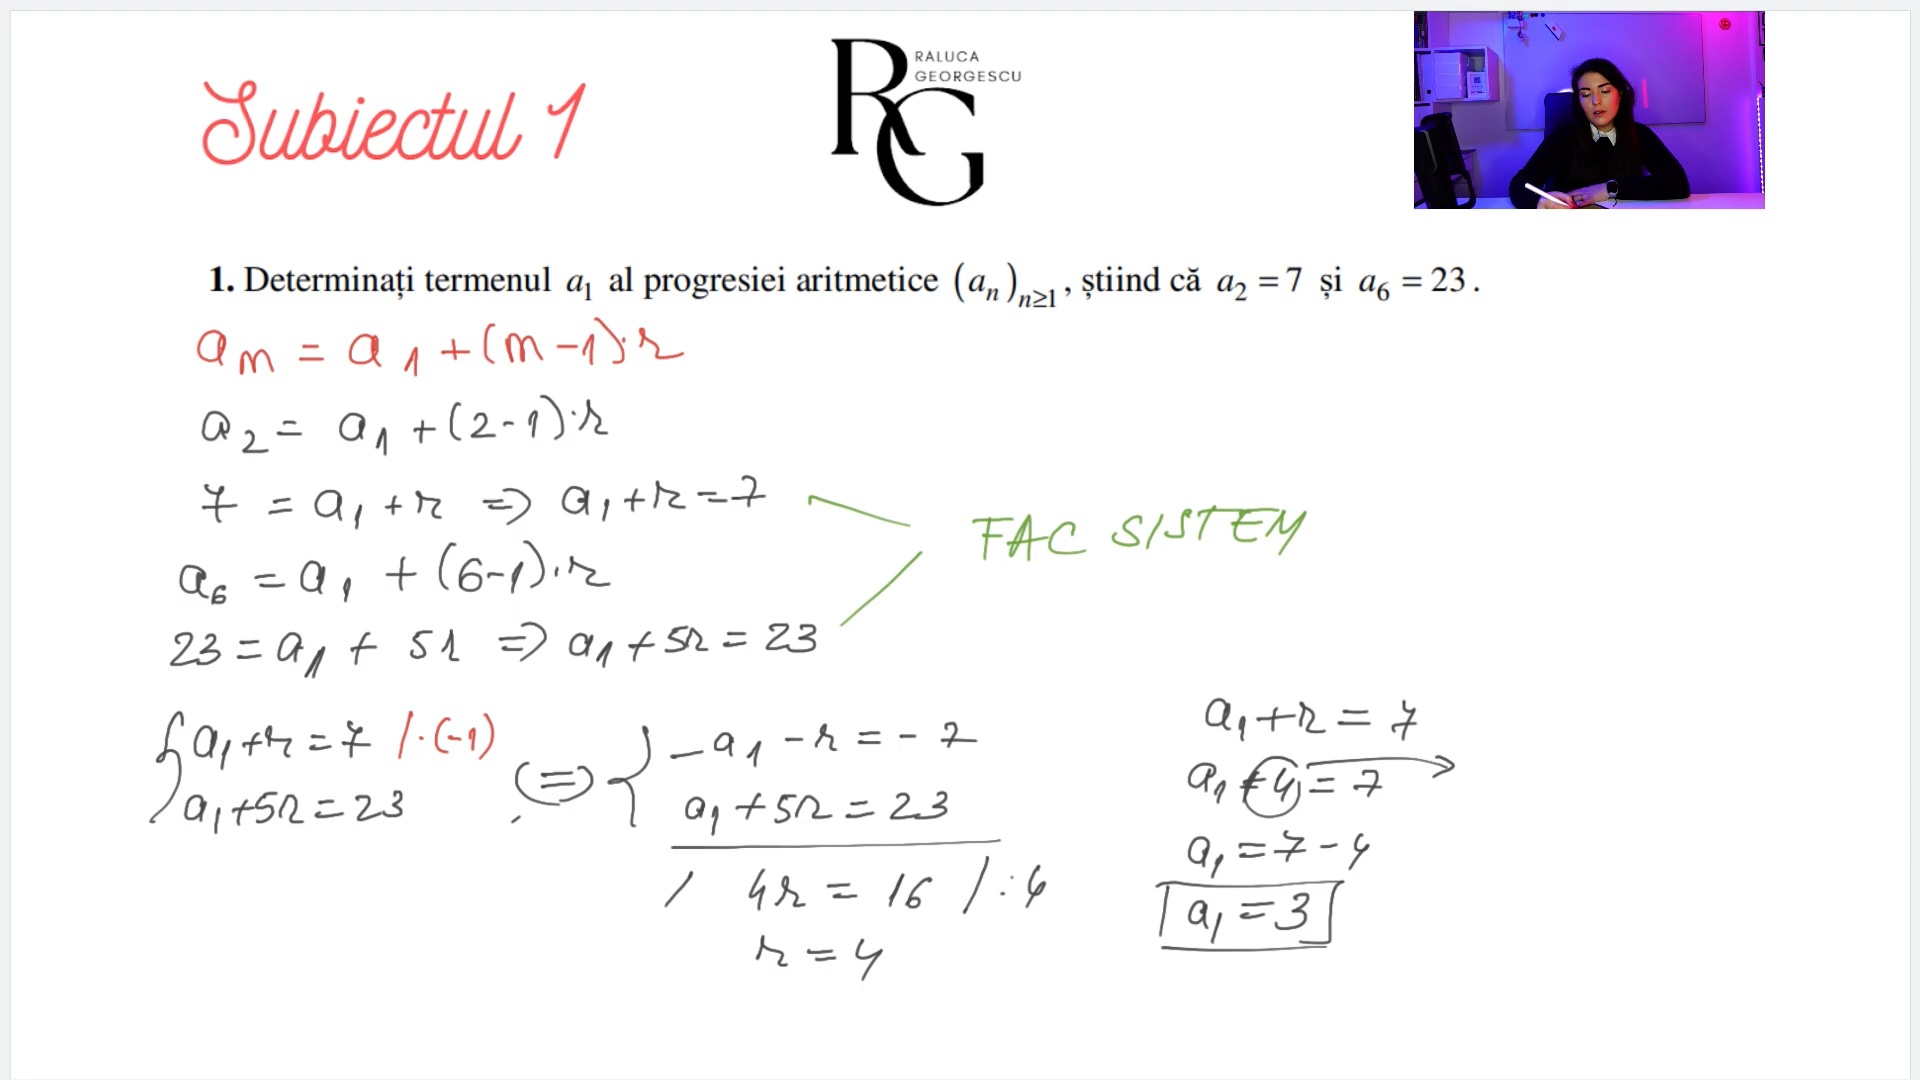 Subiectul 1
RALUCA
GEORGESCU
RG
1. Determinați termenul a₁ al progresiei aritmetice (aₙ)ₙ≥₁, știind că a₂ = 7 și a₆ = 23.
aₙ = a₁ + (n-1)·r
a₂ = a₁ + (2-1)·r
7 = a₁ + r => a₁ + r = 7
FAC SISTEM
a₆ = a₁ + (6-1)·r
23 = a₁ + 5r => a₁ + 5r = 23
{ a₁ + r = 7 /·(-1)
a₁ + 5r = 23
(=) { -a₁ - r = -7
a₁ + 5r = 23
/ 4r = 16 /:4
r = 4
a₁ + r = 7
a₁ + 4 = 7
a₁ = 7 - 4
a₁ = 3